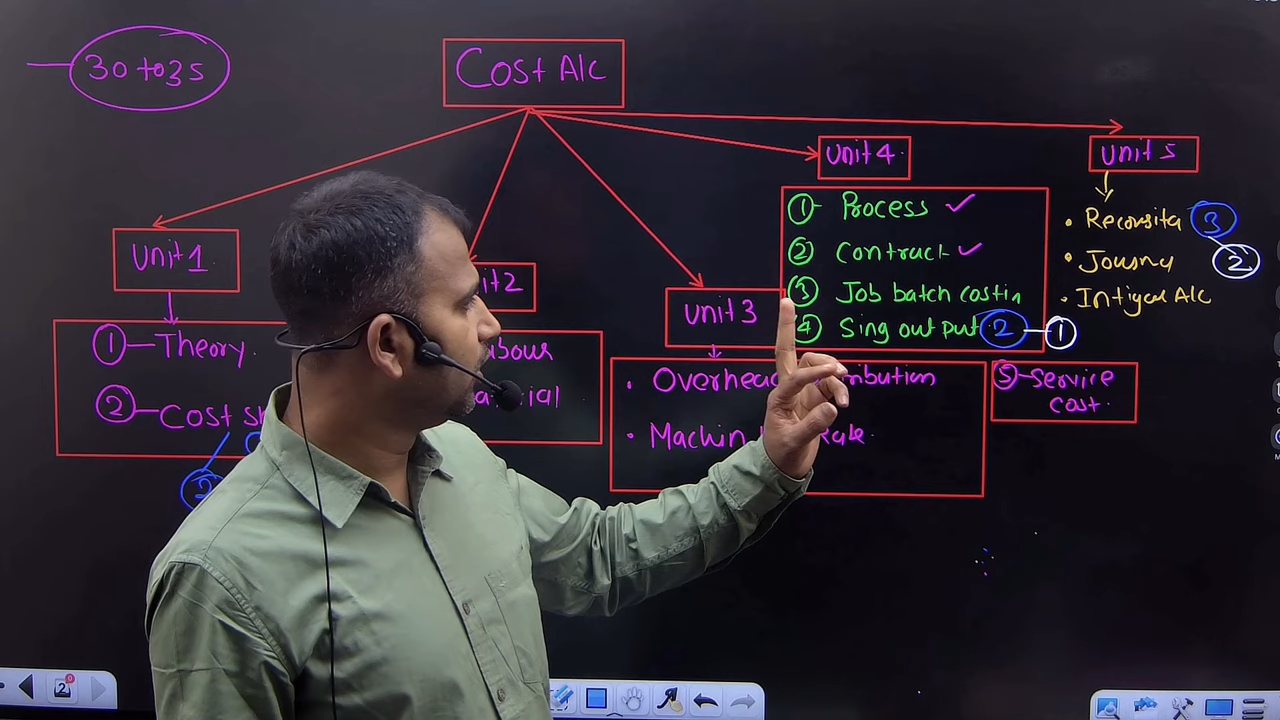 30 to 35
Cost A/c
Unit 1
① Theory
② Cost
2
Unit 3
• Overhead
• Machin
Unit 4
① Process ✓
② Contract ✓
③ Job batch costin
④ Sing out put ② ①
⑤ Service
cost.
Unit 5
• Reconsita ③
②
• Journy
• Intigral A/c